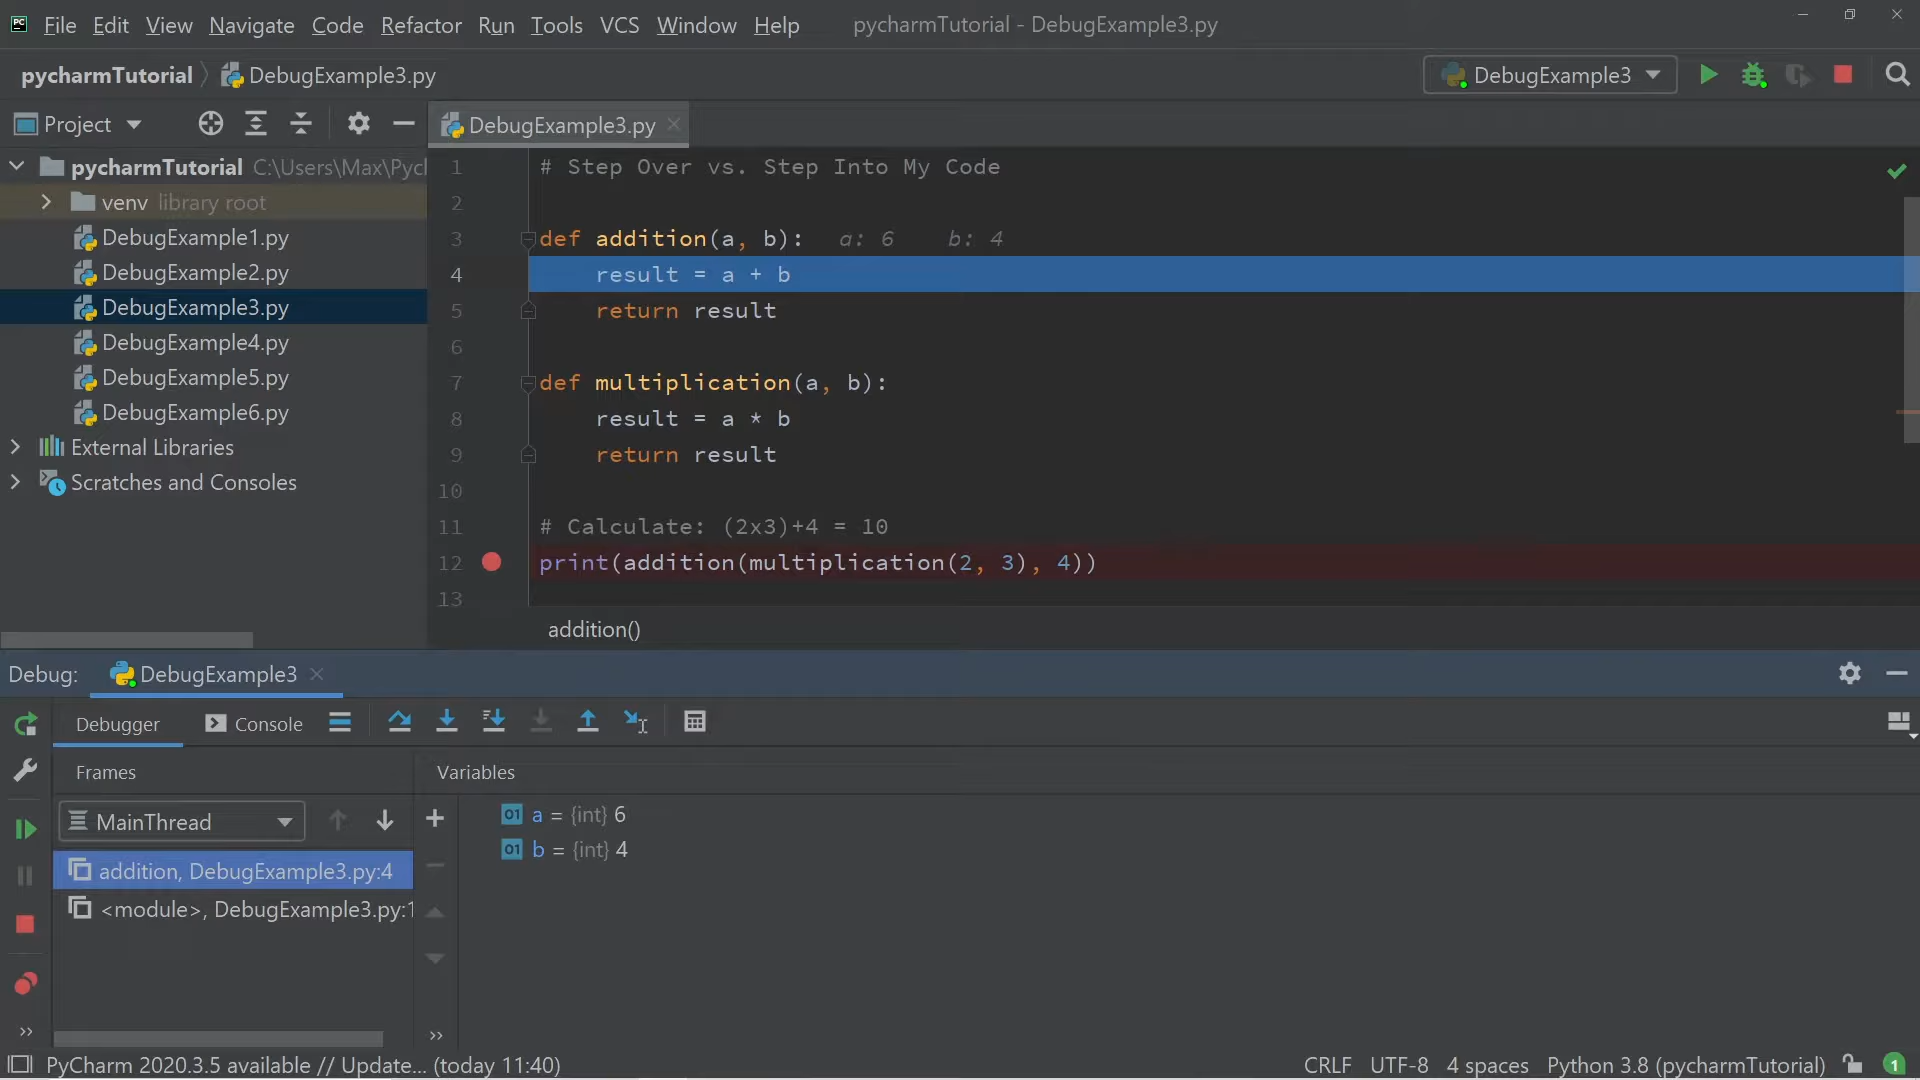 File Edit View Navigate Code Refactor Run Tools VCS Window Help pycharmTutorial - DebugExample3.py
pycharmTutorial DebugExample3.py DebugExample3
Project DebugExample3.py
pycharmTutorial C:\Users\Max\Pycl
venv library root
DebugExample1.py
DebugExample2.py
DebugExample3.py
DebugExample4.py
DebugExample5.py
DebugExample6.py
External Libraries
Scratches and Consoles
1 # Step Over vs. Step Into My Code
2
3 def addition(a, b): a: 6 b: 4
4 result = a + b
5 return result
6
7 def multiplication(a, b):
8 result = a * b
9 return result
10
11 # Calculate: (2x3)+4 = 10
12 print(addition(multiplication(2, 3), 4))
13
addition()
Debug: DebugExample3
Debugger Console
Frames Variables
MainThread
addition, DebugExample3.py:4
<module>, DebugExample3.py:1
a = {int} 6
b = {int} 4
PyCharm 2020.3.5 available // Update... (today 11:40) CRLF UTF-8 4 spaces Python 3.8 (pycharmTutorial) 1